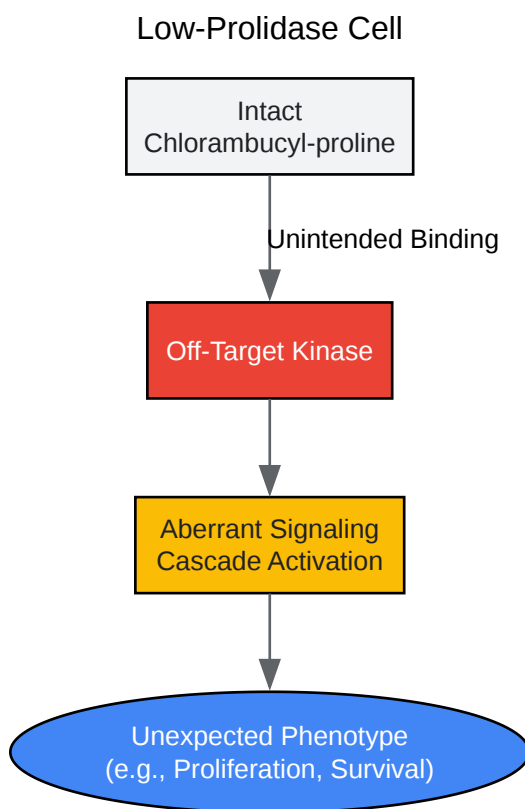 Low-Prolidase Cell
Intact
Chlorambucyl-proline
Unintended Binding
Off-Target Kinase
Aberrant Signaling
Cascade Activation
Unexpected Phenotype
(e.g., Proliferation, Survival)